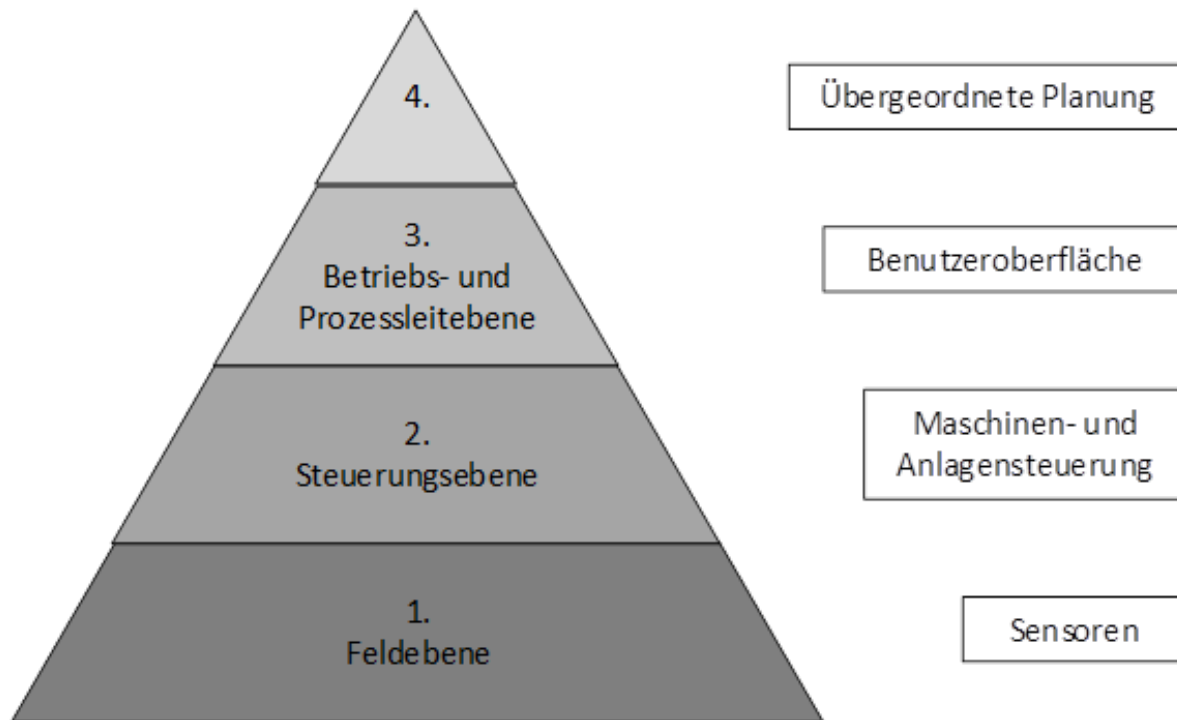 4.
Übergeordnete Planung
3.
Betriebs- und
Prozessleitebene
Benutzeroberfläche
2.
Steuerungsebene
Maschinen- und
Anlagensteuerung
1.
Feldebene
Sensoren